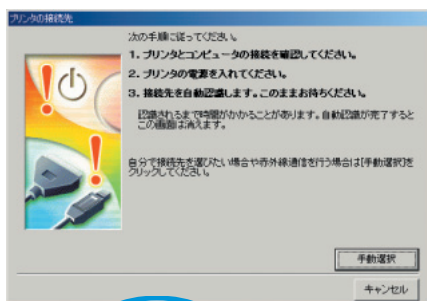 プリンタの接続先
次の手順に従ってください。
1. プリンタとコンピュータの接続を確認してください。
2. プリンタの電源を入れてください。
3. 接続先を自動認識します。このままお待ちください。
認識されるまで時間がかかることがあります。自動認識が完了すると
この画面は消えます。
自分で接続先を選びたい場合や赤外線通信を行う場合は[手動選択]を
クリックしてください。
手動選択
キャンセル